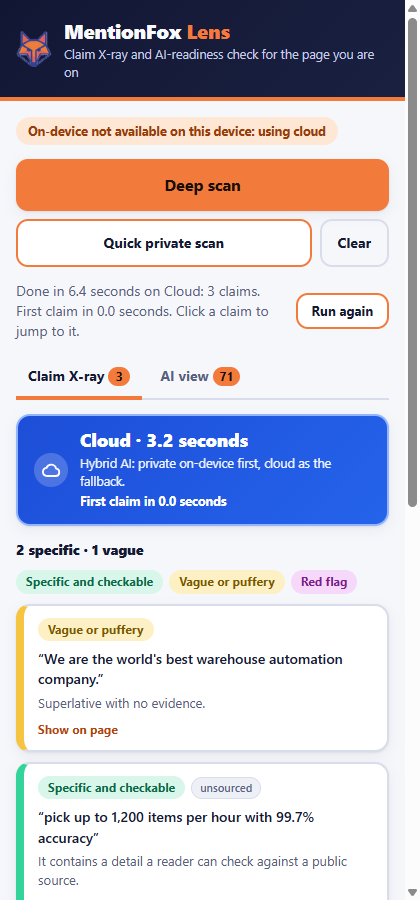 MentionFox Lens
Claim X-ray and AI-readiness check for the page you are
on
On-device not available on this device: using cloud
Deep scan
Quick private scan
Clear
Done in 6.4 seconds on Cloud: 3 claims.
First claim in 0.0 seconds. Click a claim to
jump to it.
Run again
Claim X-ray 3
AI view 71
Cloud · 3.2 seconds
Hybrid AI: private on-device first, cloud as the
fallback.
First claim in 0.0 seconds
2 specific · 1 vague
Specific and checkable
Vague or puffery
Red flag
Vague or puffery
“We are the world's best warehouse automation
company.”
Superlative with no evidence.
Show on page
Specific and checkable
unsourced
“pick up to 1,200 items per hour with 99.7%
accuracy”
It contains a detail a reader can check against a public
source.